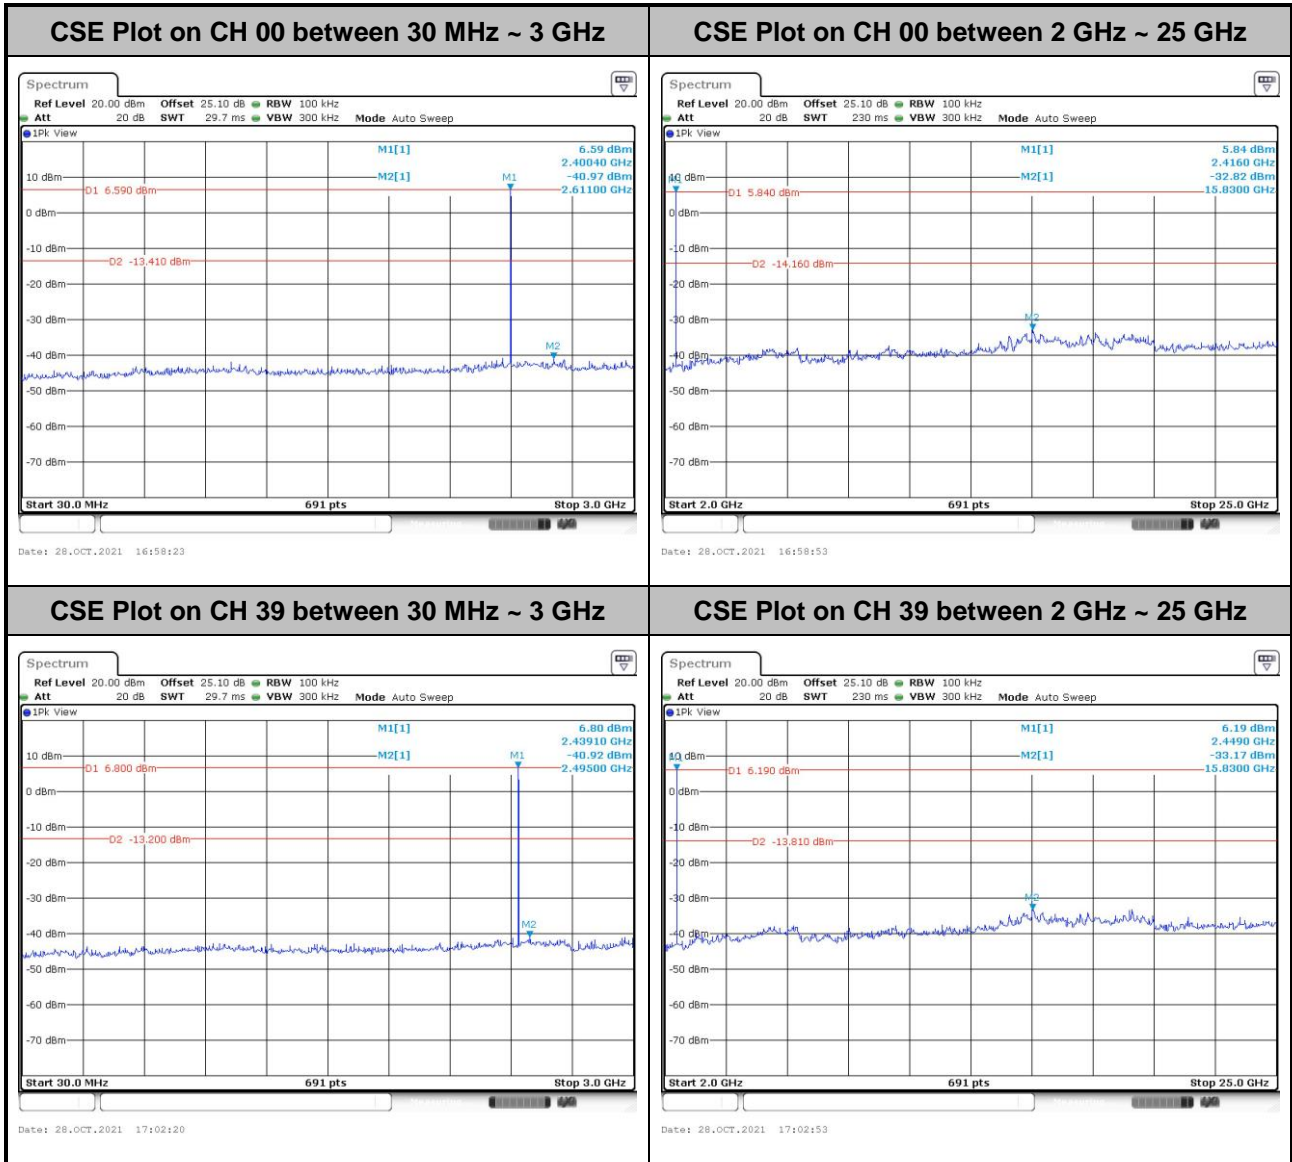 CSE Plot on CH 00 between 30 MHz ~ 3 GHz
Spectrum
Ref Level 20.00 dBm Offset 25.10 dB RBW 100 kHz
Att 20 dB SWT 29.7 ms VBW 300 kHz Mode Auto Sweep
1Pk View
M1[1] 6.59 dBm
2.40040 GHz
M2[1] -40.97 dBm
2.61100 GHz
10 dBm
M1
D1 6.590 dBm
0 dBm
-10 dBm
D2 -13.410 dBm
-20 dBm
-30 dBm
M2
-40 dBm
-50 dBm
-60 dBm
-70 dBm
Start 30.0 MHz 691 pts Stop 3.0 GHz
Date: 28.OCT.2021 16:58:23
CSE Plot on CH 00 between 2 GHz ~ 25 GHz
Spectrum
Ref Level 20.00 dBm Offset 25.10 dB RBW 100 kHz
Att 20 dB SWT 230 ms VBW 300 kHz Mode Auto Sweep
1Pk View
M1[1] 5.84 dBm
2.4160 GHz
M2[1] -32.82 dBm
15.8300 GHz
10 dBm
D1 5.840 dBm
0 dBm
-10 dBm
D2 -14.160 dBm
-20 dBm
-30 dBm
M2
-40 dBm
-50 dBm
-60 dBm
-70 dBm
Start 2.0 GHz 691 pts Stop 25.0 GHz
Date: 28.OCT.2021 16:58:53
CSE Plot on CH 39 between 30 MHz ~ 3 GHz
Spectrum
Ref Level 20.00 dBm Offset 25.10 dB RBW 100 kHz
Att 20 dB SWT 29.7 ms VBW 300 kHz Mode Auto Sweep
1Pk View
M1[1] 6.80 dBm
2.43910 GHz
M2[1] -40.92 dBm
2.49500 GHz
10 dBm
M1
D1 6.800 dBm
0 dBm
-10 dBm
D2 -13.200 dBm
-20 dBm
-30 dBm
M2
-40 dBm
-50 dBm
-60 dBm
-70 dBm
Start 30.0 MHz 691 pts Stop 3.0 GHz
Date: 28.OCT.2021 17:02:20
CSE Plot on CH 39 between 2 GHz ~ 25 GHz
Spectrum
Ref Level 20.00 dBm Offset 25.10 dB RBW 100 kHz
Att 20 dB SWT 230 ms VBW 300 kHz Mode Auto Sweep
1Pk View
M1[1] 6.19 dBm
2.4490 GHz
M2[1] -33.17 dBm
15.8300 GHz
10 dBm
D1 6.190 dBm
0 dBm
-10 dBm
D2 -13.810 dBm
-20 dBm
-30 dBm
M2
-40 dBm
-50 dBm
-60 dBm
-70 dBm
Start 2.0 GHz 691 pts Stop 25.0 GHz
Date: 28.OCT.2021 17:02:53